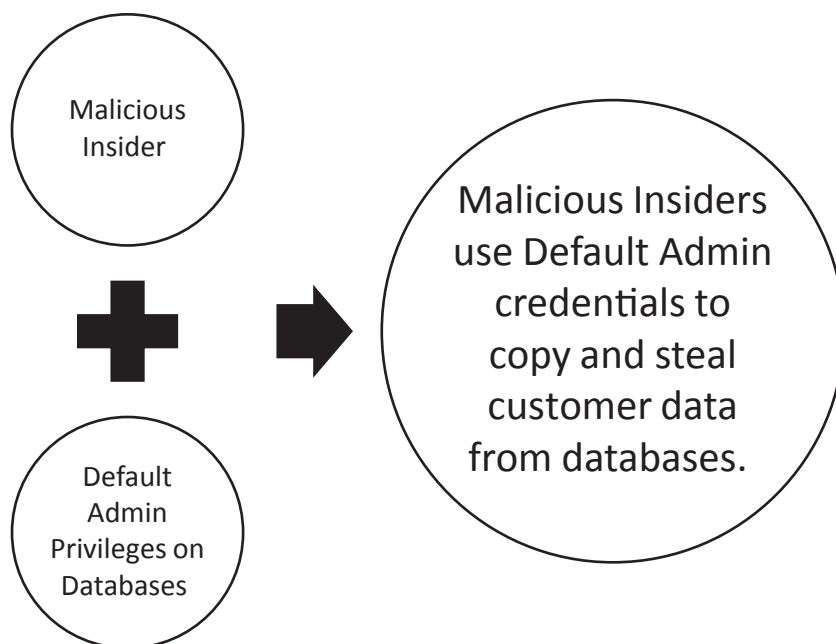 Malicious
Insider
Default
Admin
Privileges on
Databases
Malicious Insiders
use Default Admin
credentials to
copy and steal
customer data
from databases.